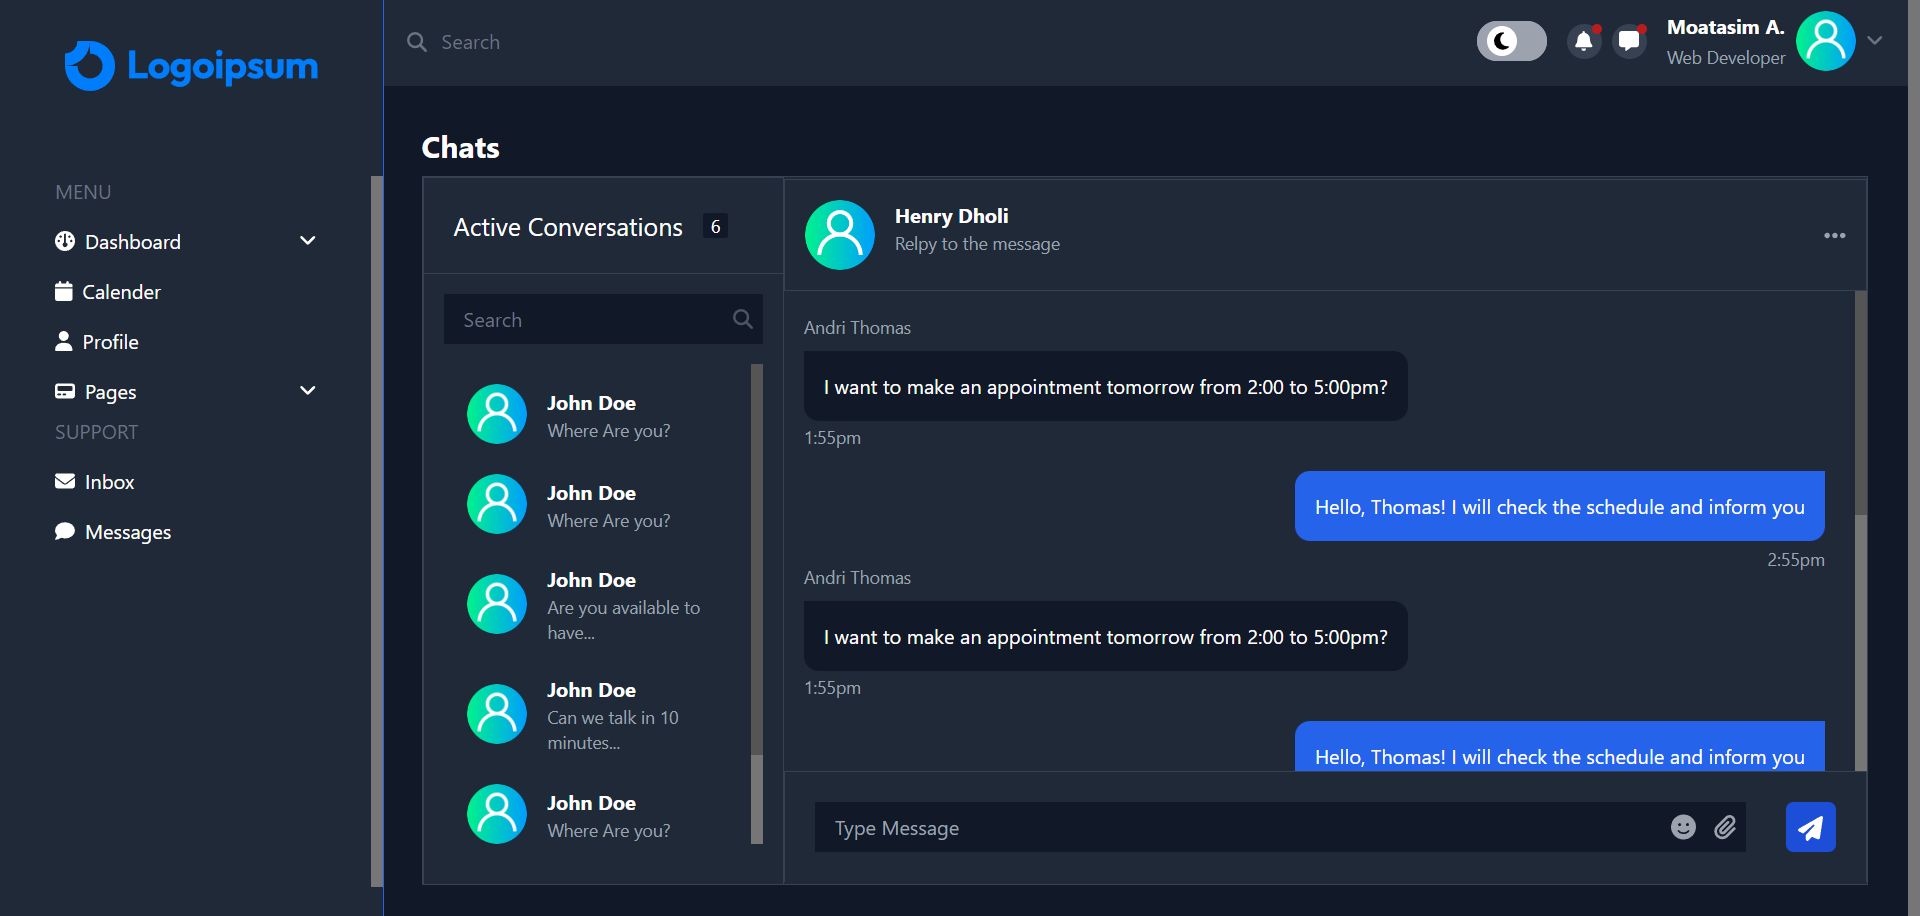 Logoipsum
MENU
Dashboard
Calender
Profile
Pages
SUPPORT
Inbox
Messages
Search
Moatasim A.
Web Developer
Chats
Active Conversations 6
Search
John Doe
Where Are you?
John Doe
Where Are you?
John Doe
Are you available to
have...
John Doe
Can we talk in 10
minutes...
John Doe
Where Are you?
Henry Dholi
Relpy to the message
Andri Thomas
I want to make an appointment tomorrow from 2:00 to 5:00pm?
1:55pm
Hello, Thomas! I will check the schedule and inform you
2:55pm
Andri Thomas
I want to make an appointment tomorrow from 2:00 to 5:00pm?
1:55pm
Hello, Thomas! I will check the schedule and inform you
Type Message